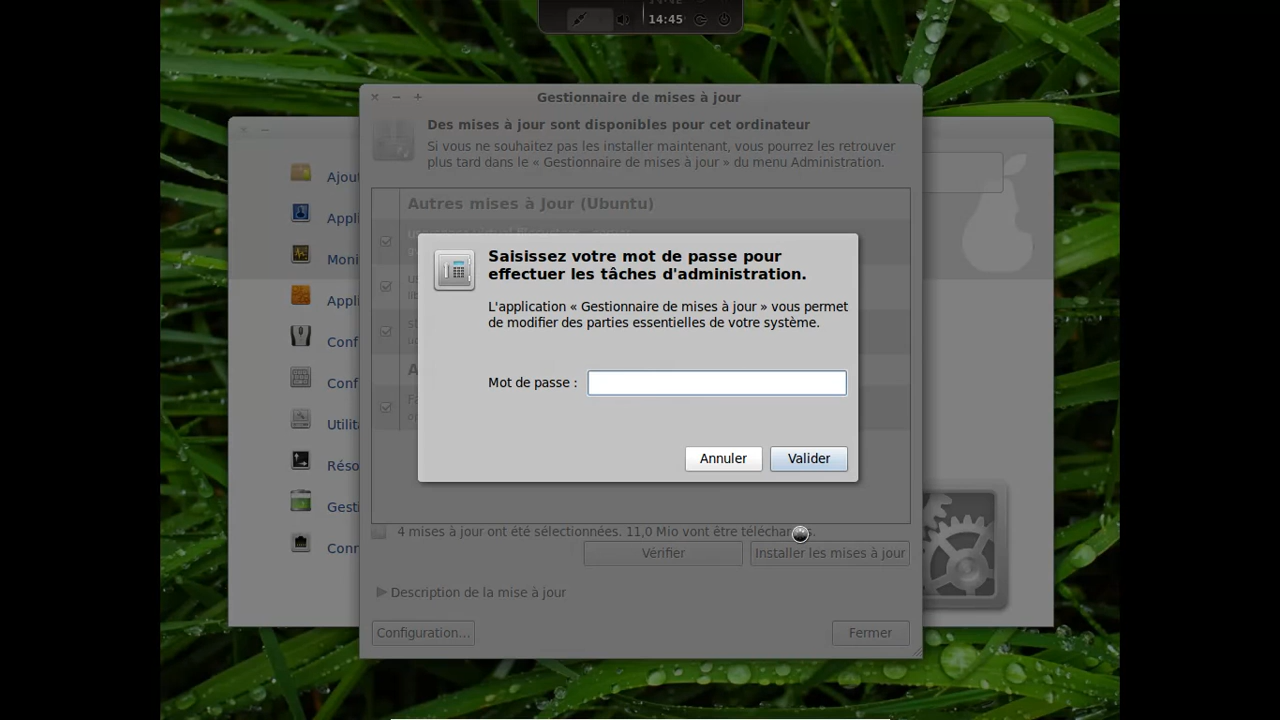 14:45
Gestionnaire de mises à jour
Des mises à jour sont disponibles pour cet ordinateur
Si vous ne souhaitez pas les installer maintenant, vous pourrez les retrouver
plus tard dans le « Gestionnaire de mises à jour » du menu Administration.
Ajout
Appli
Moni
Appli
Conf
Conf
Utilit
Réso
Gesti
Conn
Autres mises à Jour (Ubuntu)
Saisissez votre mot de passe pour
effectuer les tâches d'administration.
L'application « Gestionnaire de mises à jour » vous permet
de modifier des parties essentielles de votre système.
Mot de passe :
Annuler
Valider
4 mises à jour ont été sélectionnées. 11,0 Mio vont être
Vérifier
Installer les mises à jour
Description de la mise à jour
Configuration...
Fermer